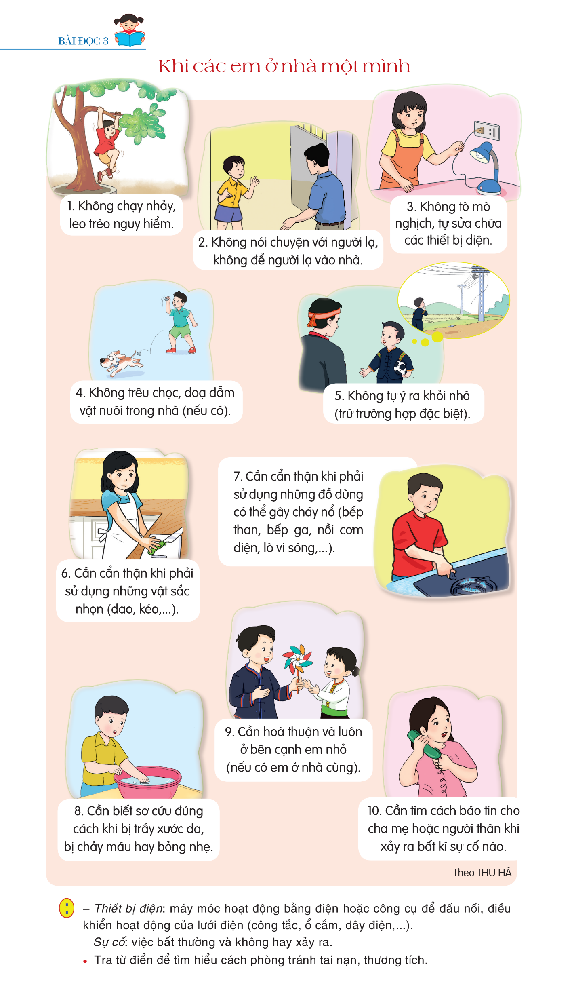 BÀI ĐỌC 3
Khi các em ở nhà một mình
1. Không chạy nhảy,
leo trèo nguy hiểm.
2. Không nói chuyện với người lạ,
không để người lạ vào nhà.
3. Không tò mò
nghịch, tự sửa chữa
các thiết bị điện.
4. Không trêu chọc, doạ dẫm
vật nuôi trong nhà (nếu có).
5. Không tự ý ra khỏi nhà
(trừ trường hợp đặc biệt).
6. Cần cẩn thận khi phải
sử dụng những vật sắc
nhọn (dao, kéo,...).
7. Cần cẩn thận khi phải
sử dụng những đồ dùng
có thể gây cháy nổ (bếp
than, bếp ga, nồi cơm
điện, lò vi sóng,...).
8. Cần biết sơ cứu đúng
cách khi bị trầy xước da,
bị chảy máu hay bỏng nhẹ.
9. Cần hoà thuận và luôn
ở bên cạnh em nhỏ
(nếu có em ở nhà cùng).
10. Cần tìm cách báo tin cho
cha mẹ hoặc người thân khi
xảy ra bất kì sự cố nào.
Theo THU HÀ
– Thiết bị điện: máy móc hoạt động bằng điện hoặc công cụ để đấu nối, điều
khiển hoạt động của lưới điện (công tắc, ổ cắm, dây điện,...).
– Sự cố: việc bất thường và không hay xảy ra.
• Tra từ điển để tìm hiểu cách phòng tránh tai nạn, thương tích.